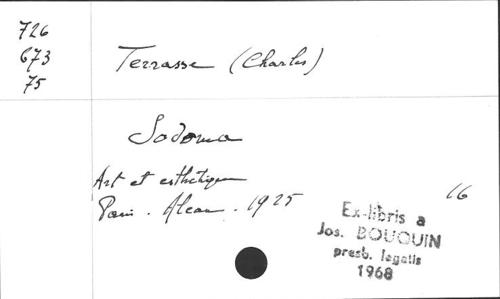 726
673
75
Terrasse (Charles)
Sodoma
Art et esthétique
Paris. Alcan. 1925
16
Ex-libris a
Jos. BOUQUIN
presb. legatis
1968